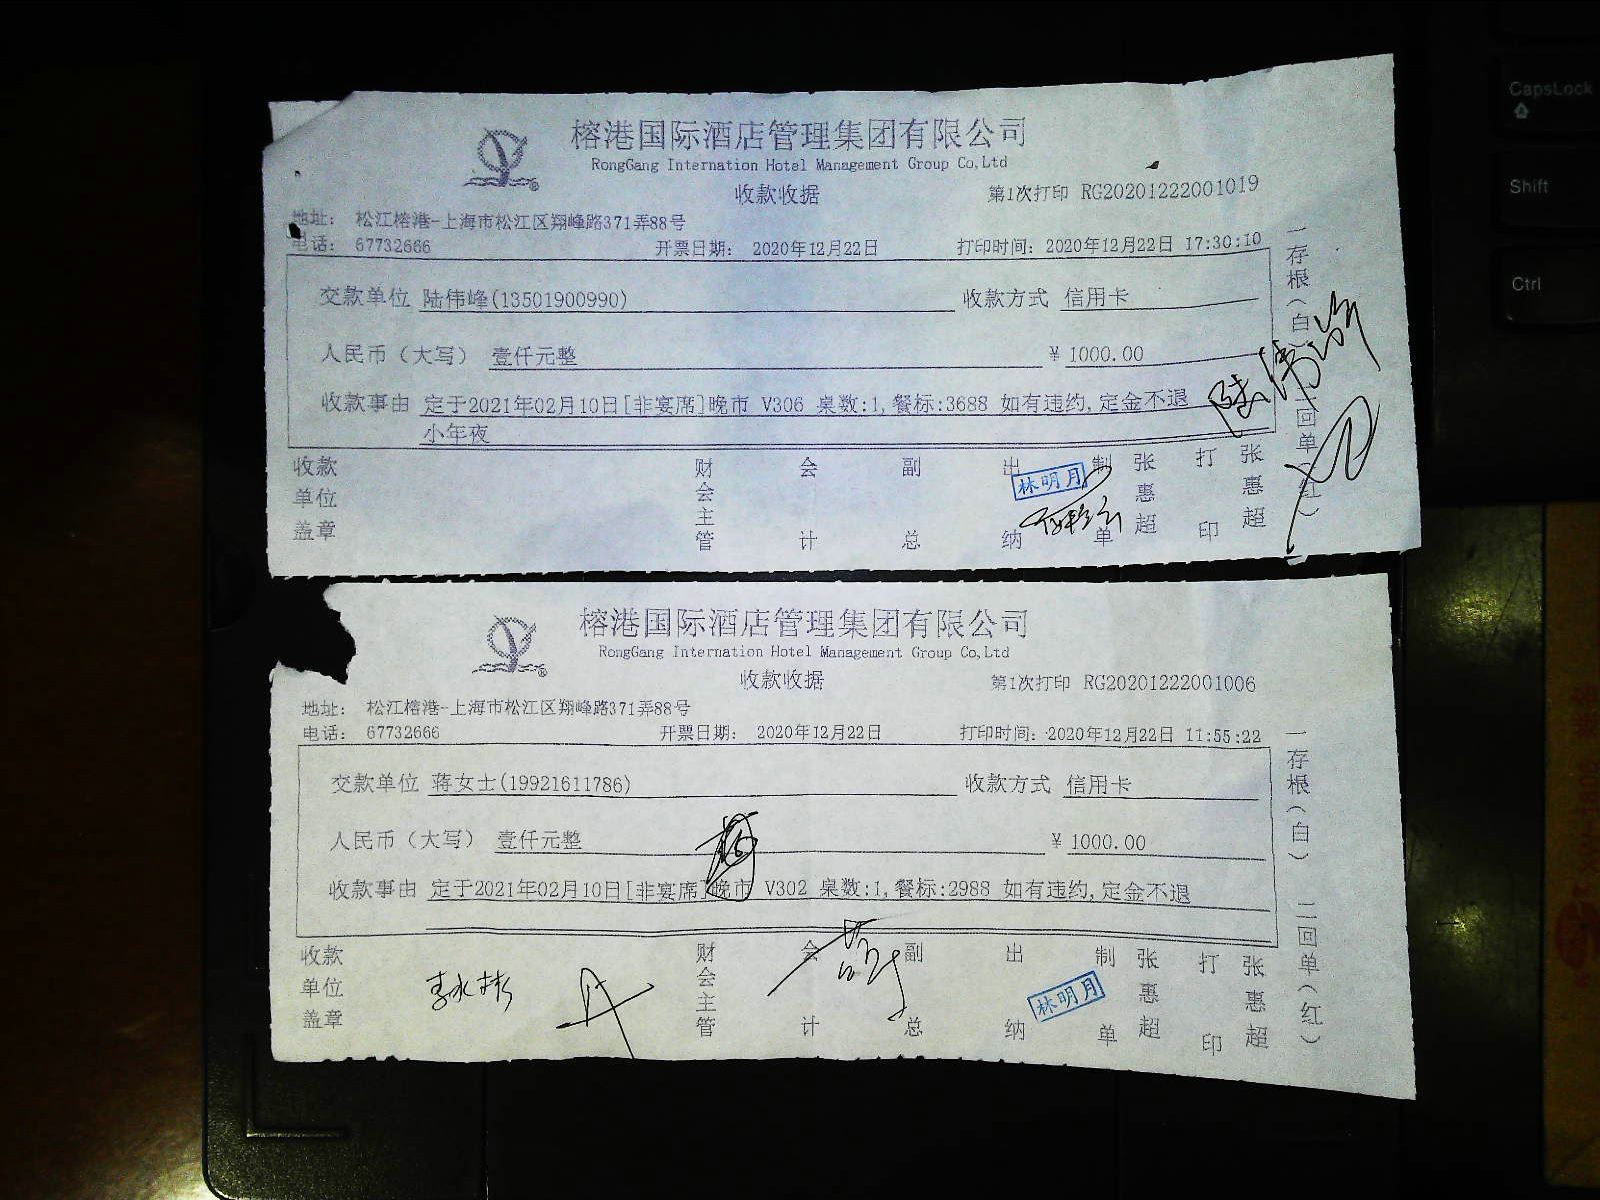 榕港国际酒店管理集团有限公司
RongGang Internation Hotel Management Group Co,Ltd
收款收据 第1次打印 RG20201222001019
地址： 松江榕港-上海市松江区翔峰路371弄88号
电话： 67732666 开票日期： 2020年12月22日 打印时间： 2020年12月22日 17:30:10
交款单位 陆伟峰(13501900990) 收款方式 信用卡
人民币（大写） 壹仟元整 ¥ 1000.00
收款事由 定于2021年02月10日[非宴席]晚市 V306 桌数:1,餐标:3688 如有违约,定金不退
小年夜
收款单位盖章 财会主管 会计 副总 出纳 林明月 制单 张惠超 打印 张惠超
一存根（白） 二回单（红）
陆伟峰
榕港国际酒店管理集团有限公司
RongGang Internation Hotel Management Group Co,Ltd
收款收据 第1次打印 RG20201222001006
地址： 松江榕港-上海市松江区翔峰路371弄88号
电话： 67732666 开票日期： 2020年12月22日 打印时间： 2020年12月22日 11:55:22
交款单位 蒋女士(19921611786) 收款方式 信用卡
人民币（大写） 壹仟元整 ¥ 1000.00
收款事由 定于2021年02月10日[非宴席]晚市 V302 桌数:1,餐标:2988 如有违约,定金不退
收款单位盖章 财会主管 会计 副总 出纳 林明月 制单 张惠超 打印 张惠超
一存根（白） 二回单（红）
CapsLock
Shift
Ctrl